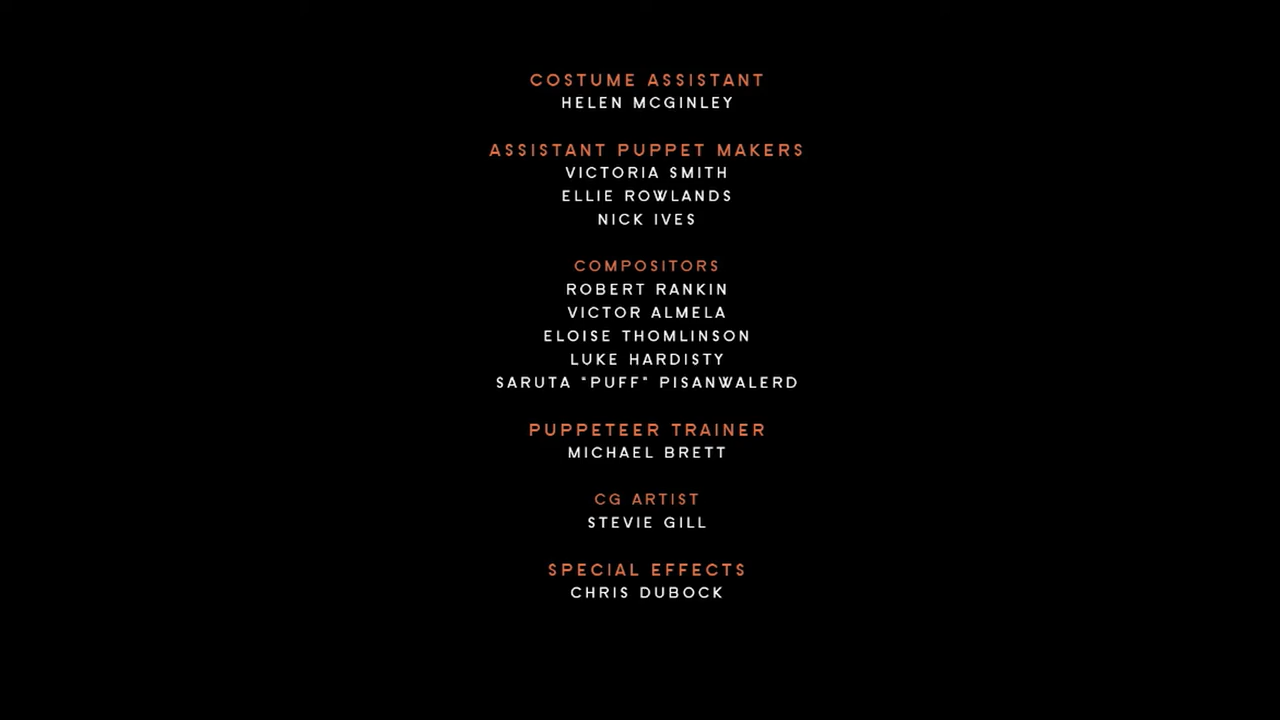 COSTUME ASSISTANT
HELEN MCGINLEY
ASSISTANT PUPPET MAKERS
VICTORIA SMITH
ELLIE ROWLANDS
NICK IVES
COMPOSITORS
ROBERT RANKIN
VICTOR ALMELA
ELOISE THOMLINSON
LUKE HARDISTY
SARUTA "PUFF" PISANWALERD
PUPPETEER TRAINER
MICHAEL BRETT
CG ARTIST
STEVIE GILL
SPECIAL EFFECTS
CHRIS DUBOCK